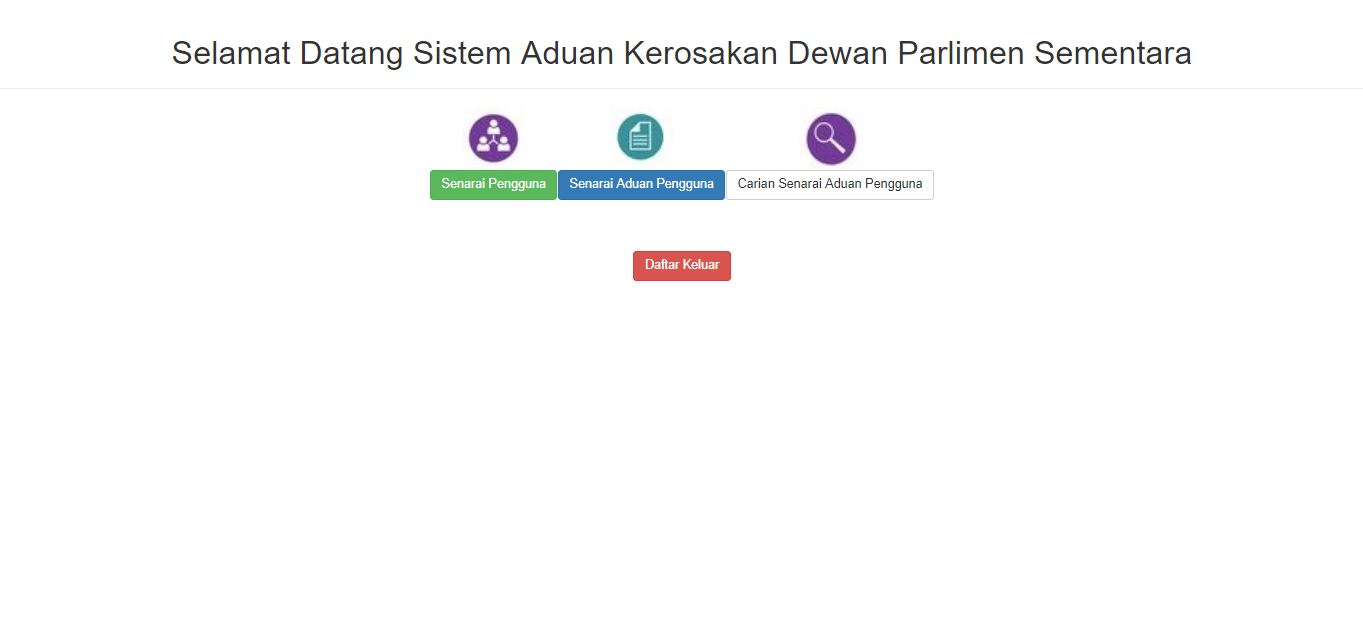 Selamat Datang Sistem Aduan Kerosakan Dewan Parlimen Sementara
Senarai Pengguna Senarai Aduan Pengguna Carian Senarai Aduan Pengguna
Daftar Keluar